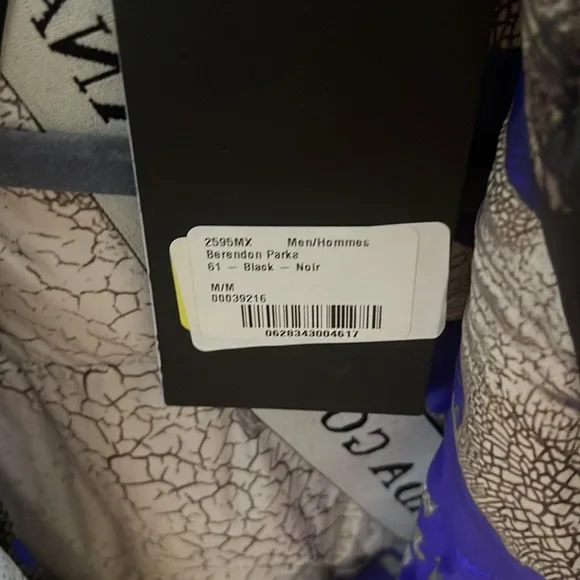 2595MX Men/Hommes
Berendon Parka
61 – Black – Noir
M/M
00039216
0628343004617